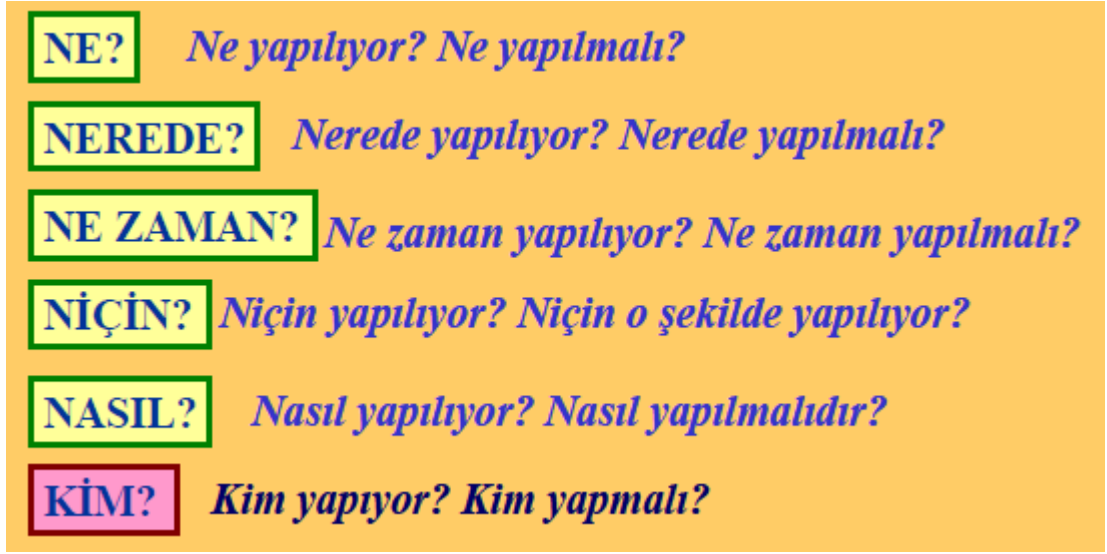 NE? Ne yapılıyor? Ne yapılmalı?
NEREDE? Nerede yapılıyor? Nerede yapılmalı?
NE ZAMAN? Ne zaman yapılıyor? Ne zaman yapılmalı?
NİÇİN? Niçin yapılıyor? Niçin o şekilde yapılıyor?
NASIL? Nasıl yapılıyor? Nasıl yapılmalıdır?
KİM? Kim yapıyor? Kim yapmalı?